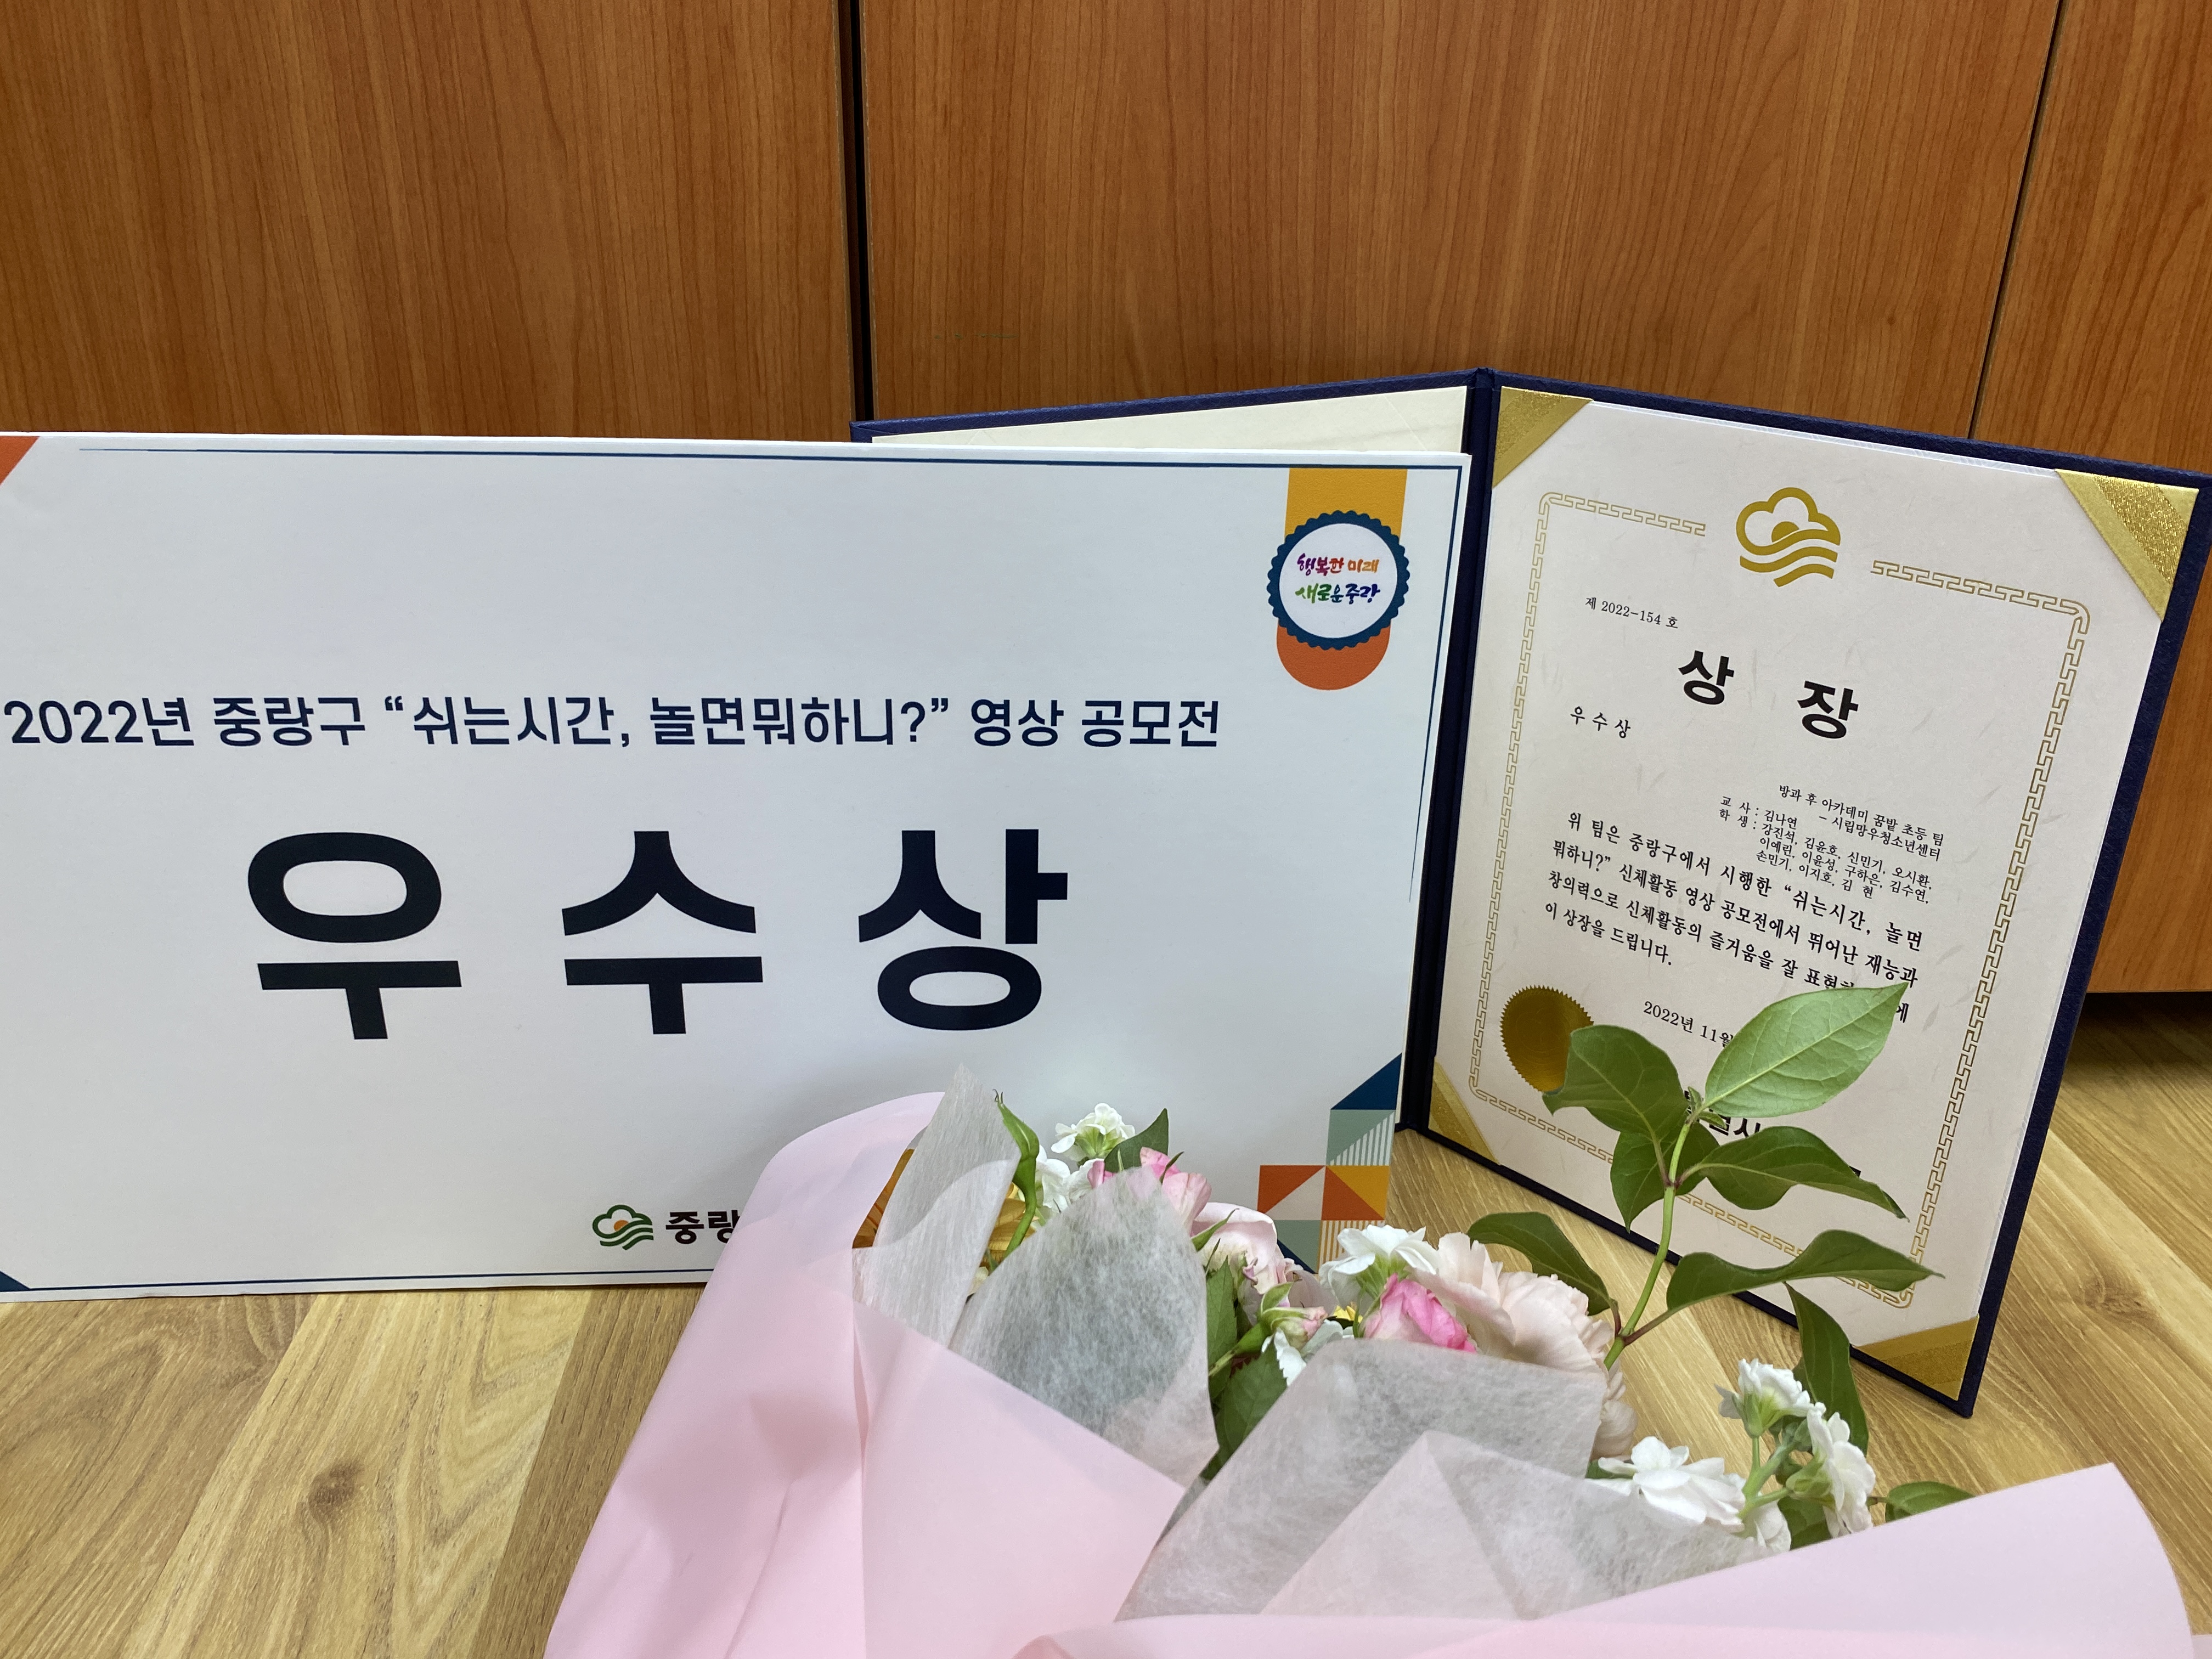 행복한 미래
새로운 중랑
2022년 중랑구 “쉬는시간, 놀면뭐하니?” 영상 공모전
우수상
중랑
제 2022-154 호
상 장
우 수 상
방과 후 아카데미 꿈밭 초등 팀
- 시립망우청소년센터
교 사 : 김나연
학 생 : 강진석, 김윤호, 신민기, 오시환,
이예린, 이윤성, 구하은, 김수연,
손민기, 이지호, 김 현
위 팀은 중랑구에서 시행한 “쉬는시간, 놀면
뭐하니?” 신체활동 영상 공모전에서 뛰어난 재능과
창의력으로 신체활동의 즐거움을 잘 표현하 에
이 상장을 드립니다.
2022년 11월